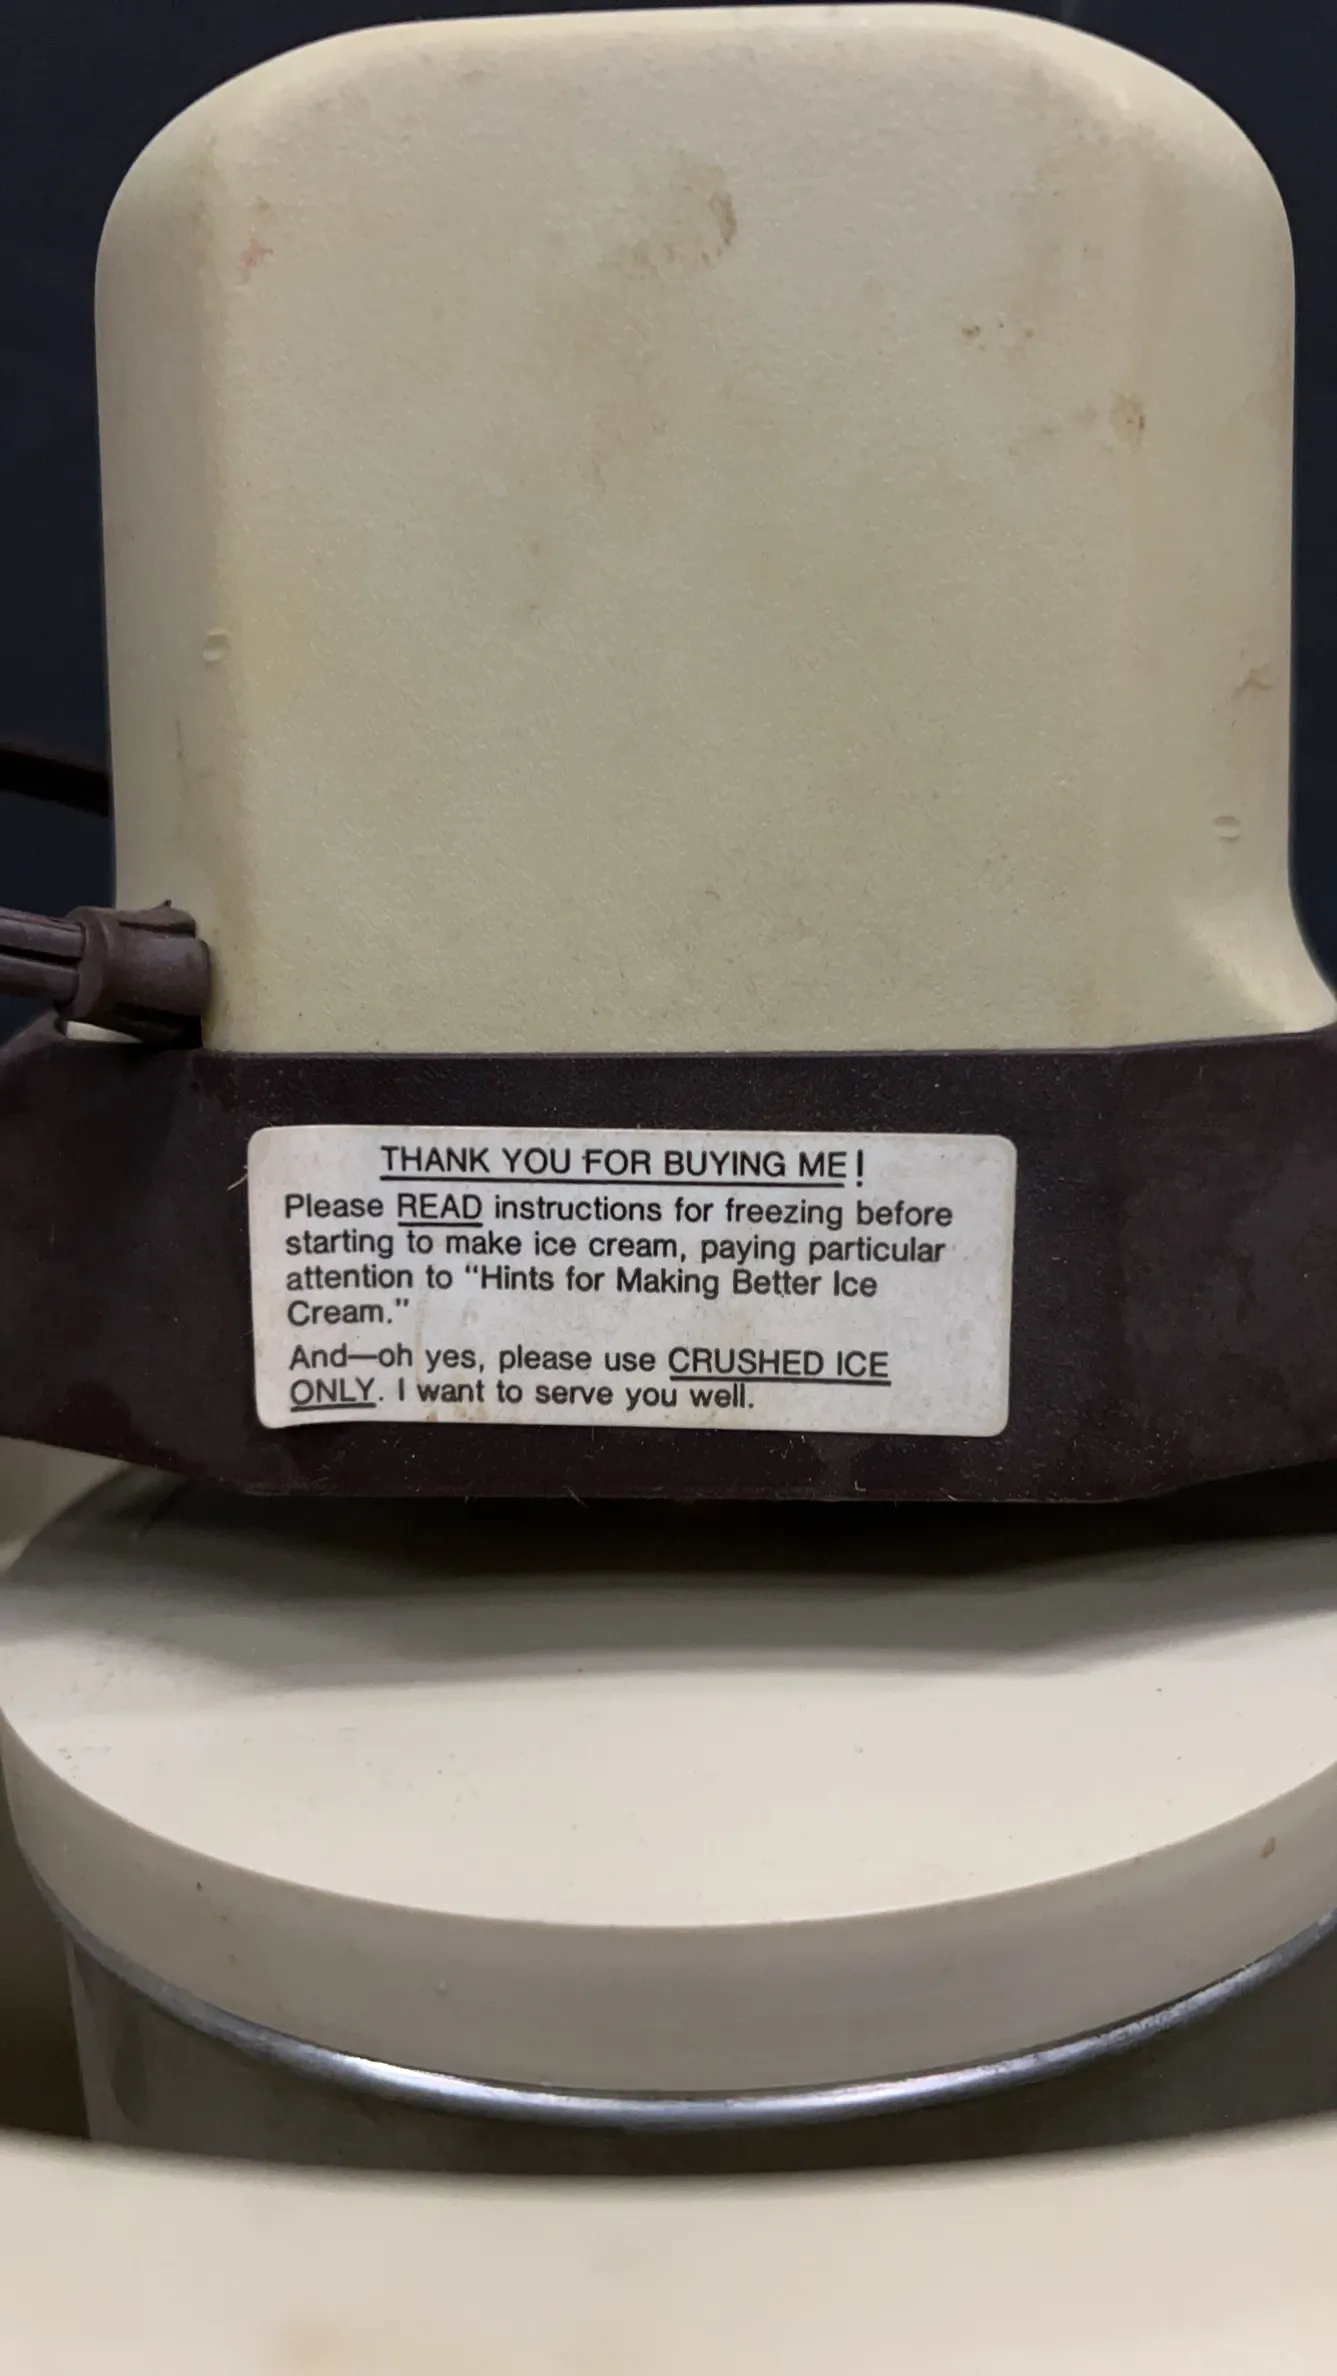 THANK YOU FOR BUYING ME!
Please READ instructions for freezing before
starting to make ice cream, paying particular
attention to “Hints for Making Better Ice
Cream.”
And—oh yes, please use CRUSHED ICE
ONLY. I want to serve you well.